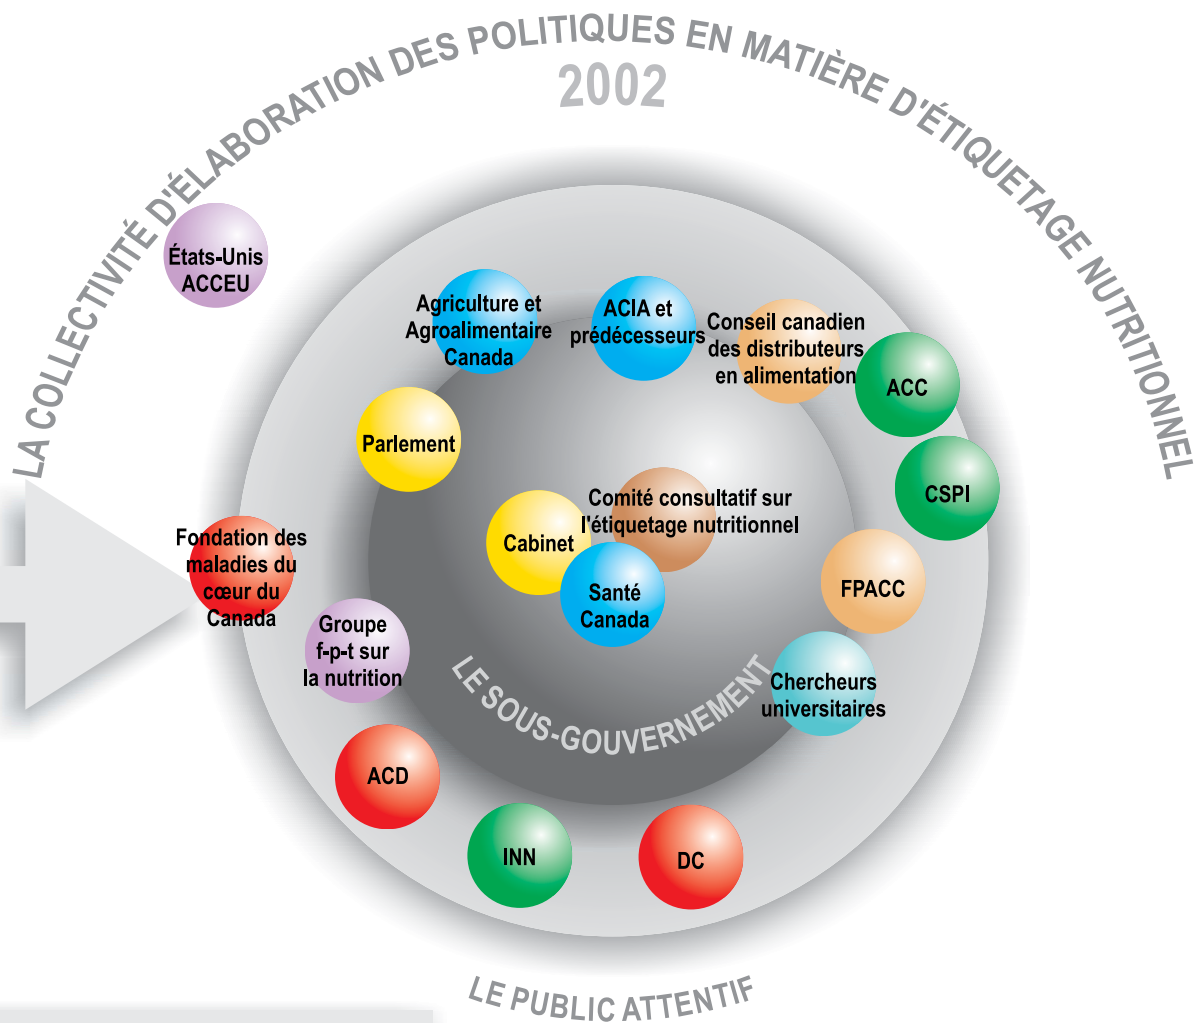 LA COLLECTIVITÉ D'ÉLABORATION DES POLITIQUES EN MATIÈRE D'ÉTIQUETAGE NUTRITIONNEL
2002
États-Unis
ACCEU
Agriculture et
Agroalimentaire
Canada
ACIA et
prédécesseurs
Conseil canadien
des distributeurs
en alimentation
ACC
Parlement
CSPI
Comité consultatif sur
l'étiquetage nutritionnel
Cabinet
Fondation des
maladies du
cœur du
Canada
Santé
Canada
FPACC
Groupe
f-p-t sur
la nutrition
Chercheurs
universitaires
LE SOUS-GOUVERNEMENT
ACD
INN
DC
LE PUBLIC ATTENTIF